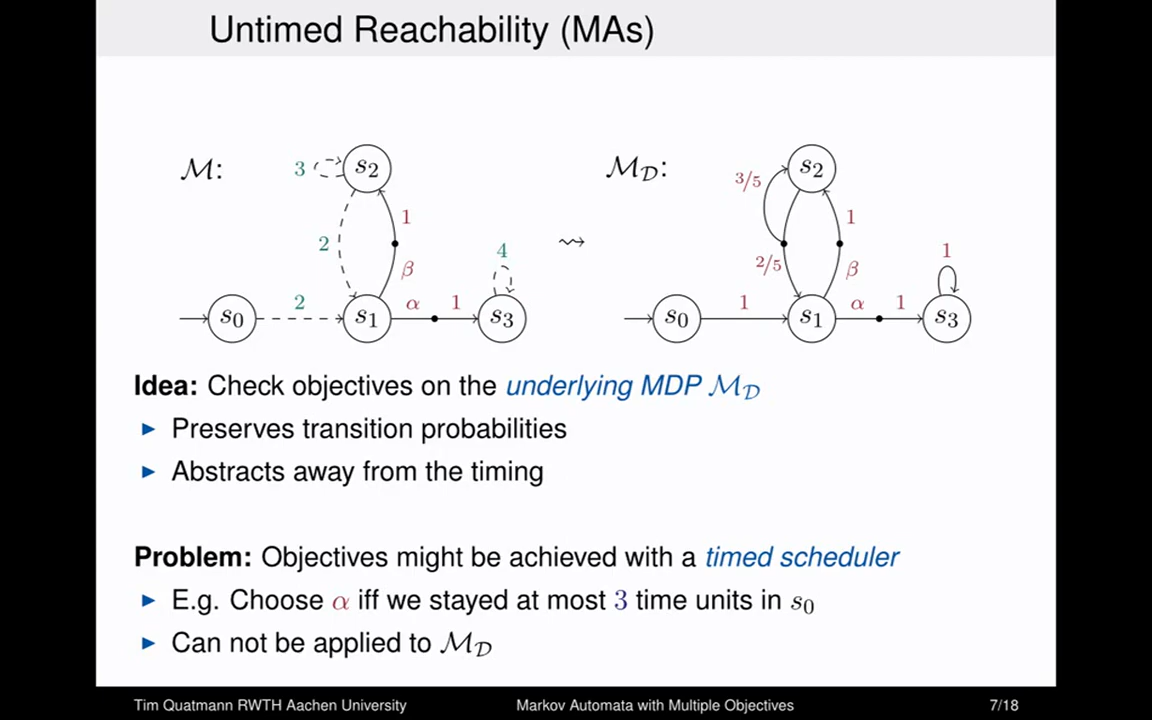 Untimed Reachability (MAs)
ℳ:
3
s₂
2
1
β
4
2
α
1
s₀
s₁
s₃
⇝
ℳ_𝒟:
3/5
s₂
1
2/5
β
1
1
α
1
s₀
s₁
s₃
Idea: Check objectives on the underlying MDP ℳ_𝒟
▶ Preserves transition probabilities
▶ Abstracts away from the timing
Problem: Objectives might be achieved with a timed scheduler
▶ E.g. Choose α iff we stayed at most 3 time units in s₀
▶ Can not be applied to ℳ_𝒟
Tim Quatmann RWTH Aachen University Markov Automata with Multiple Objectives 7/18